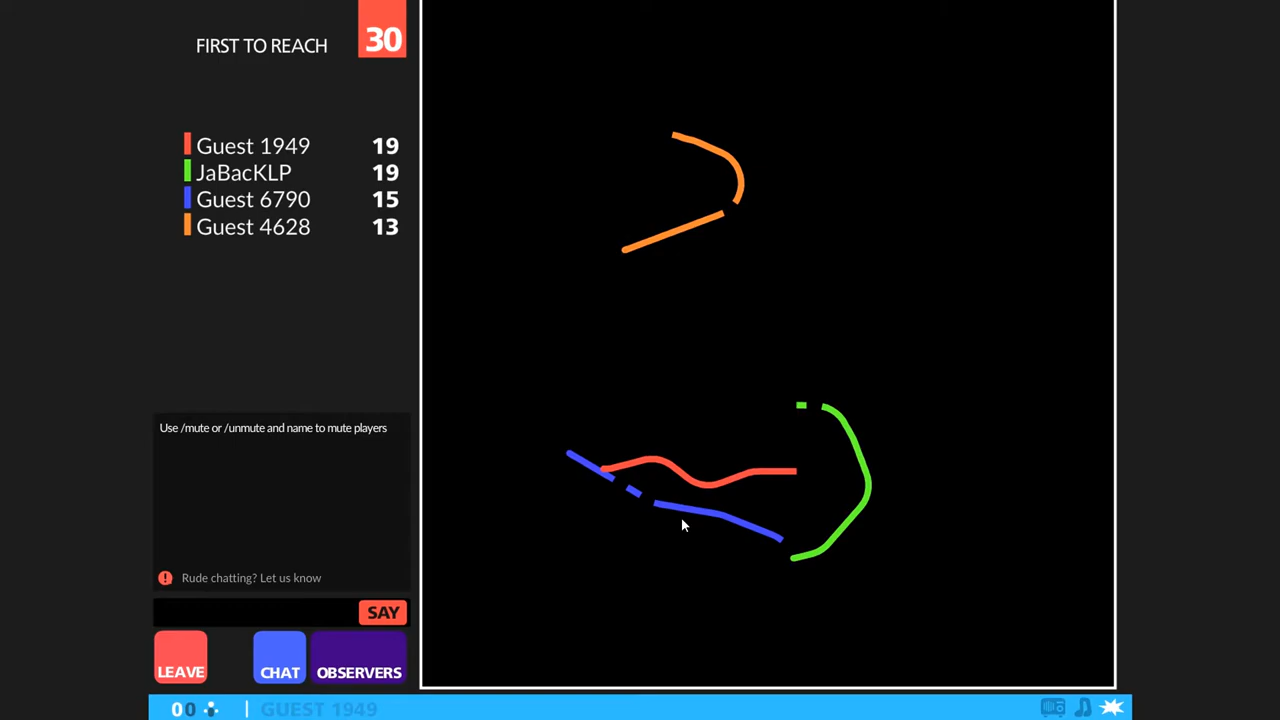 FIRST TO REACH 30
Guest 1949 19
JaBacKLP 19
Guest 6790 15
Guest 4628 13
Use /mute or /unmute and name to mute players
Rude chatting? Let us know
SAY
LEAVE CHAT OBSERVERS
00 GUEST 1949